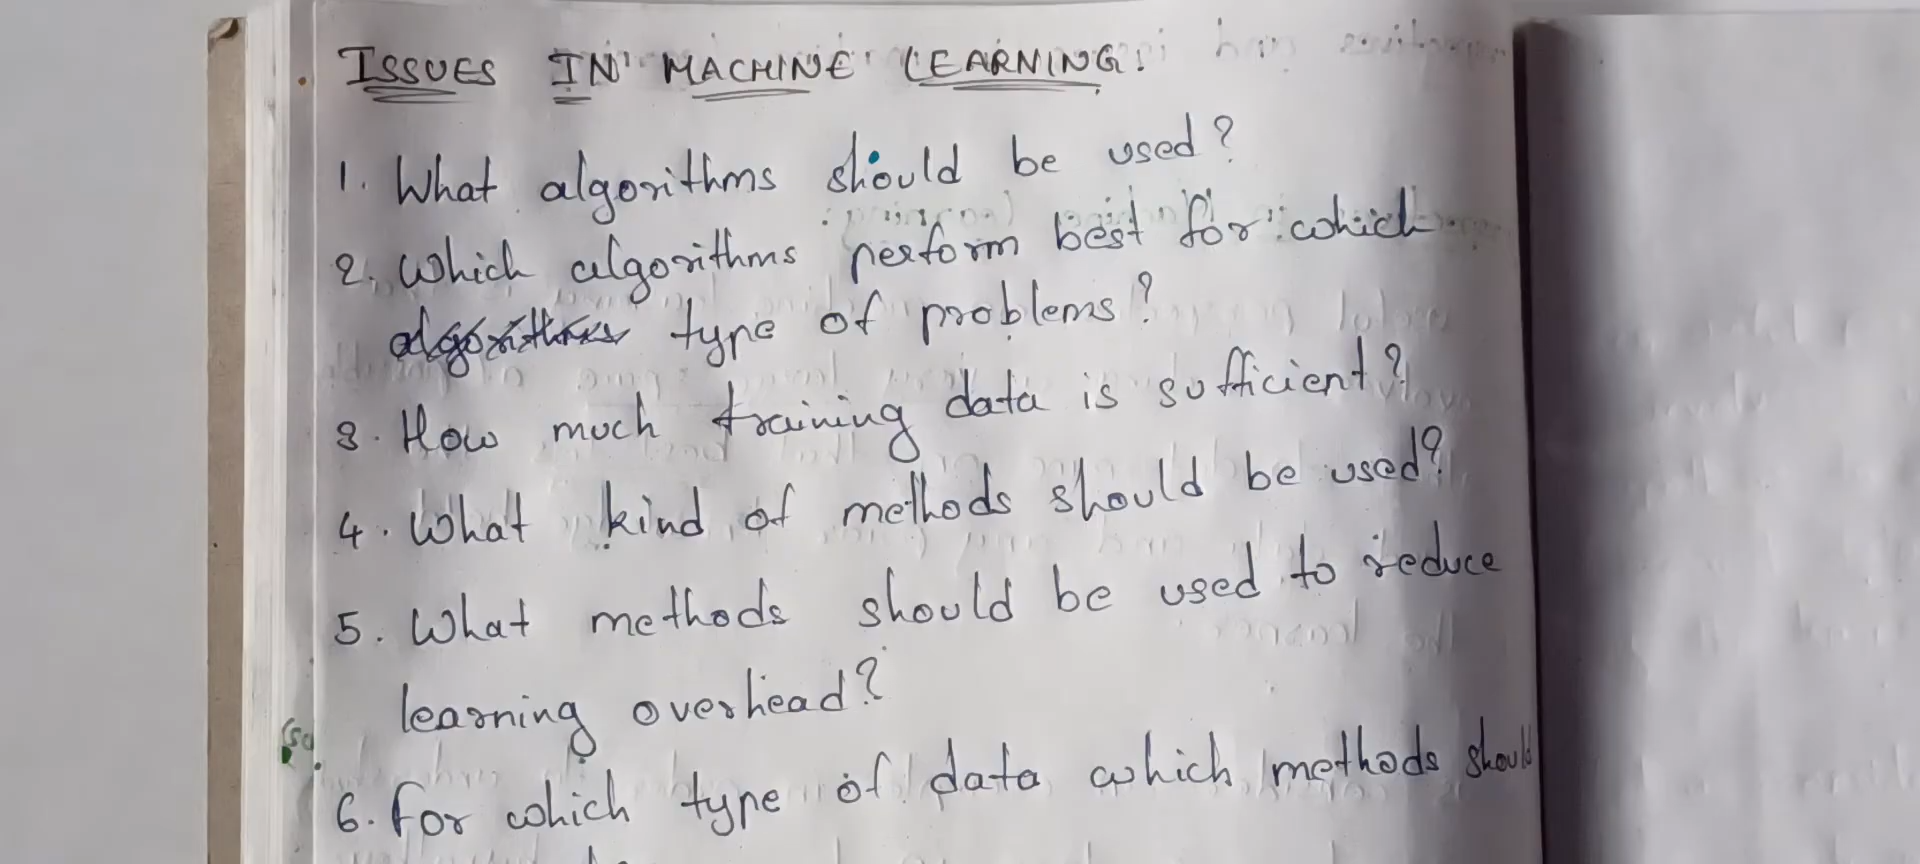 ISSUES IN MACHINE LEARNING:
1. What algorithms should be used?
2. Which algorithms perform best for which
algorithms type of problems?
3. How much training data is sufficient?
4. What kind of methods should be used?
5. What methods should be used to reduce
learning overhead?
6. For which type of data which methods should